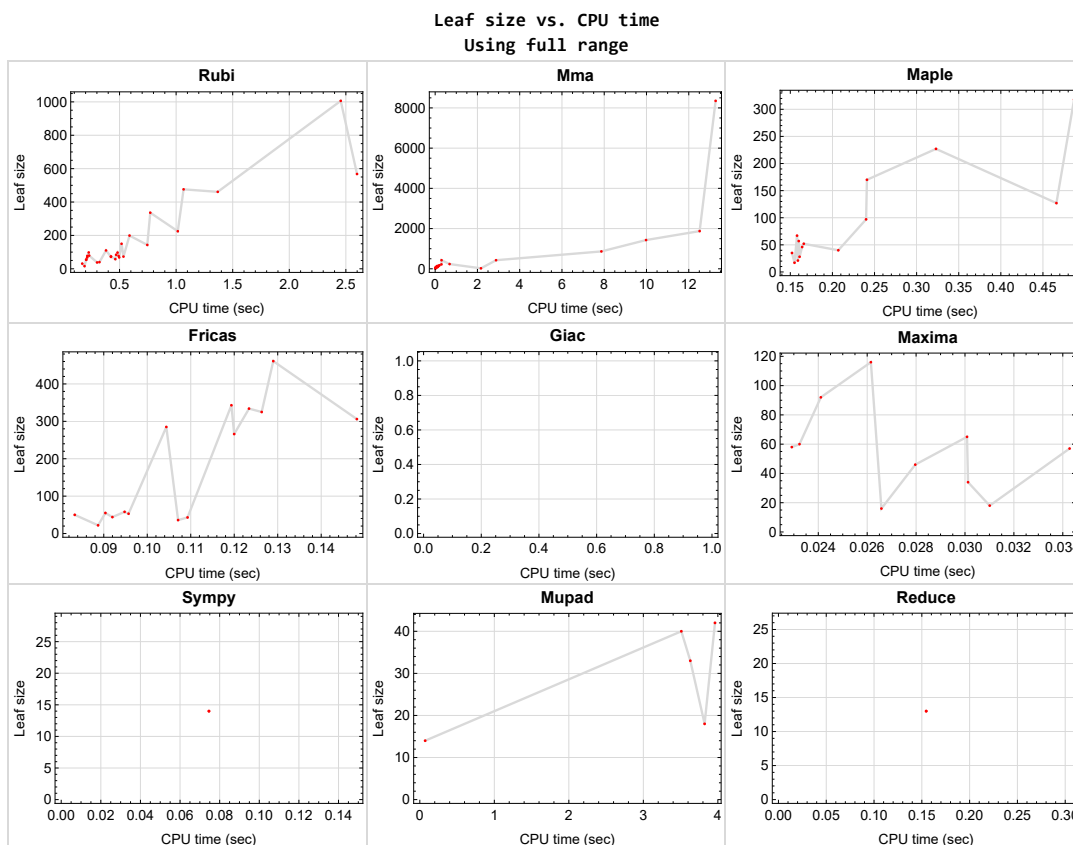 Leaf size vs. CPU time
Using full range
Rubi
Leaf size
1000
800
600
400
200
0
0.5 1.0 1.5 2.0 2.5
CPU time (sec)
Mma
Leaf size
8000
6000
4000
2000
0
0 2 4 6 8 10 12
CPU time (sec)
Maple
Leaf size
300
250
200
150
100
50
0
0.15 0.20 0.25 0.30 0.35 0.40 0.45
CPU time (sec)
Fricas
Leaf size
400
300
200
100
0
0.09 0.10 0.11 0.12 0.13 0.14
CPU time (sec)
Giac
Leaf size
1.0
0.8
0.6
0.4
0.2
0.0
0.0 0.2 0.4 0.6 0.8 1.0
CPU time (sec)
Maxima
Leaf size
120
100
80
60
40
20
0
0.024 0.026 0.028 0.030 0.032 0.034
CPU time (sec)
Sympy
Leaf size
25
20
15
10
5
0
0.00 0.02 0.04 0.06 0.08 0.10 0.12 0.14
CPU time (sec)
Mupad
Leaf size
40
30
20
10
0
0 1 2 3 4
CPU time (sec)
Reduce
Leaf size
25
20
15
10
5
0
0.00 0.05 0.10 0.15 0.20 0.25 0.30
CPU time (sec)